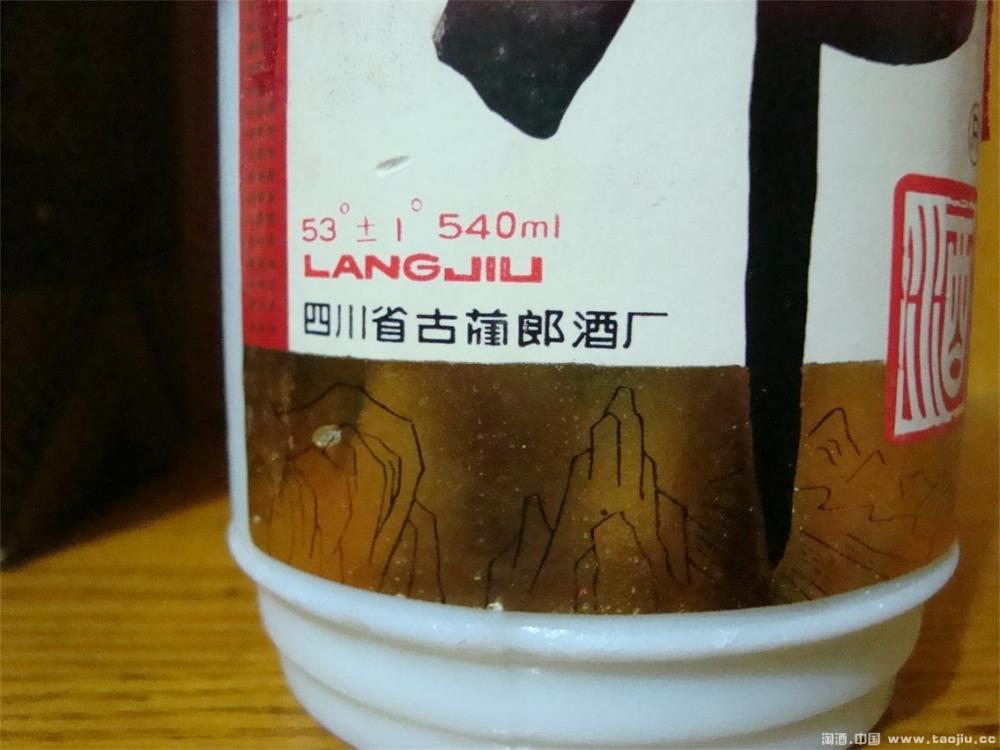 53°±1° 540ml
LANGJIU
四川省古蔺郎酒厂
®
酒
淘酒.中国 www.taojiu.cc